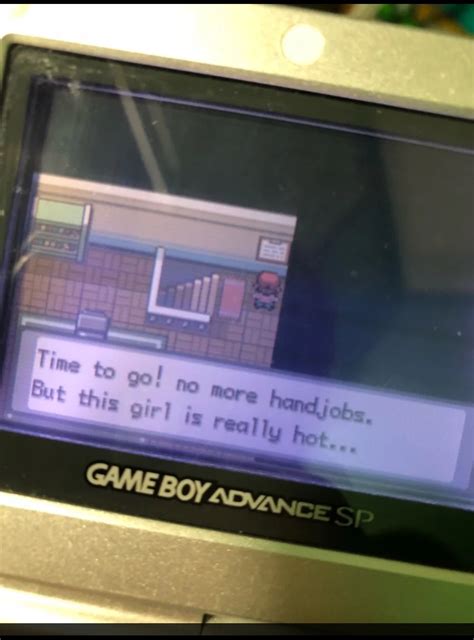 Time to go! no more handjobs.
But this girl is really hot...
GAME BOY ADVANCE SP